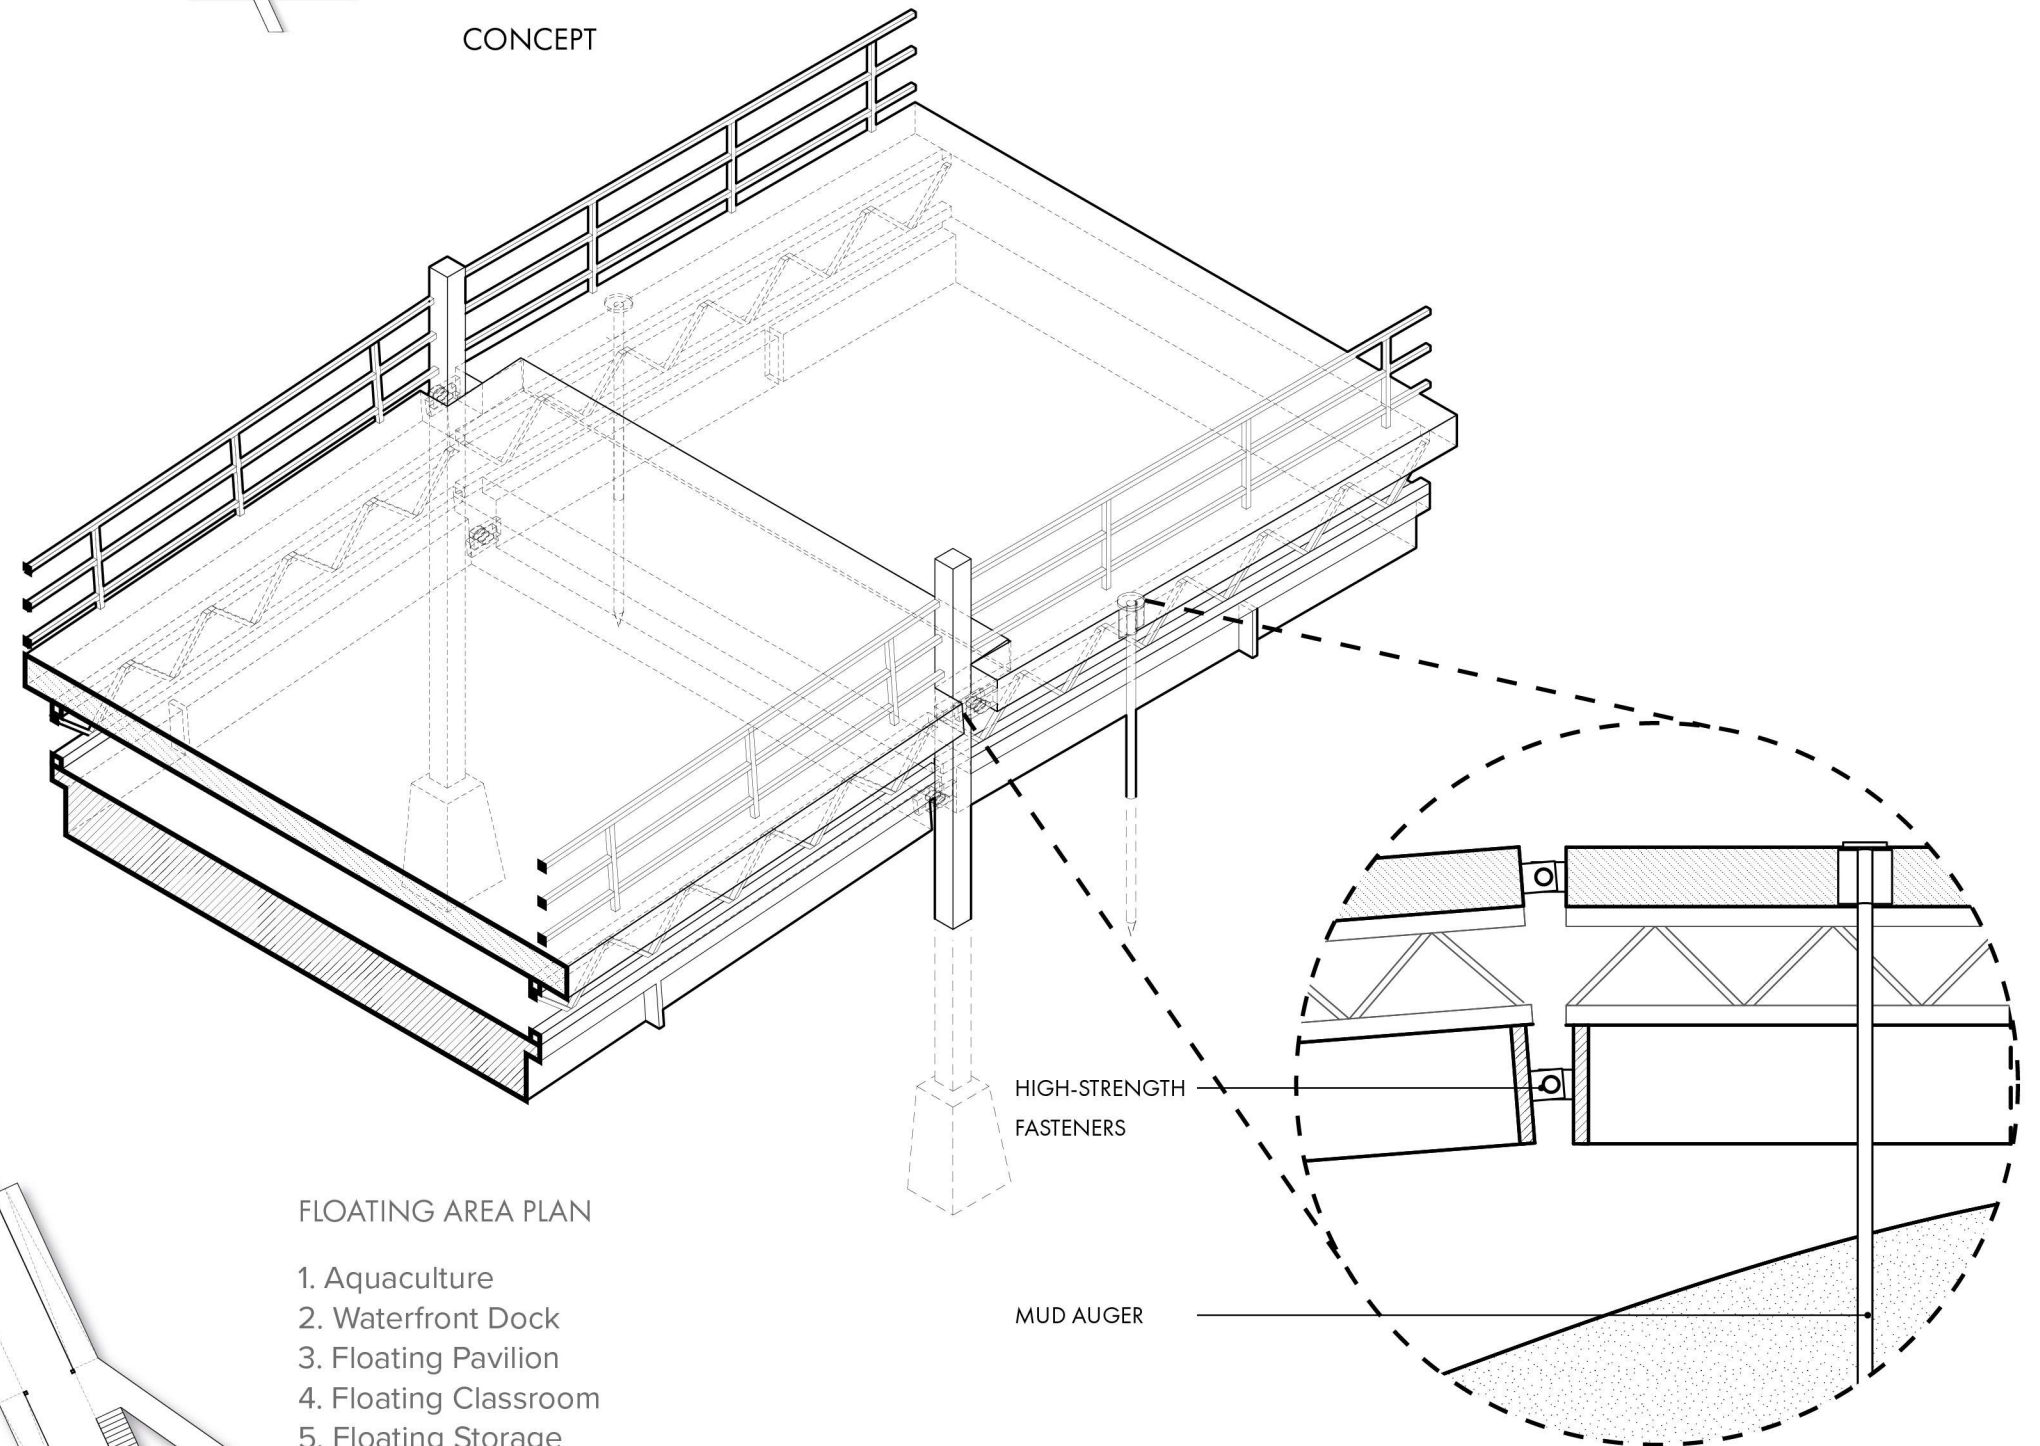 CONCEPT
HIGH-STRENGTH
FASTENERS
MUD AUGER
FLOATING AREA PLAN
1. Aquaculture
2. Waterfront Dock
3. Floating Pavilion
4. Floating Classroom
5. Floating Storage